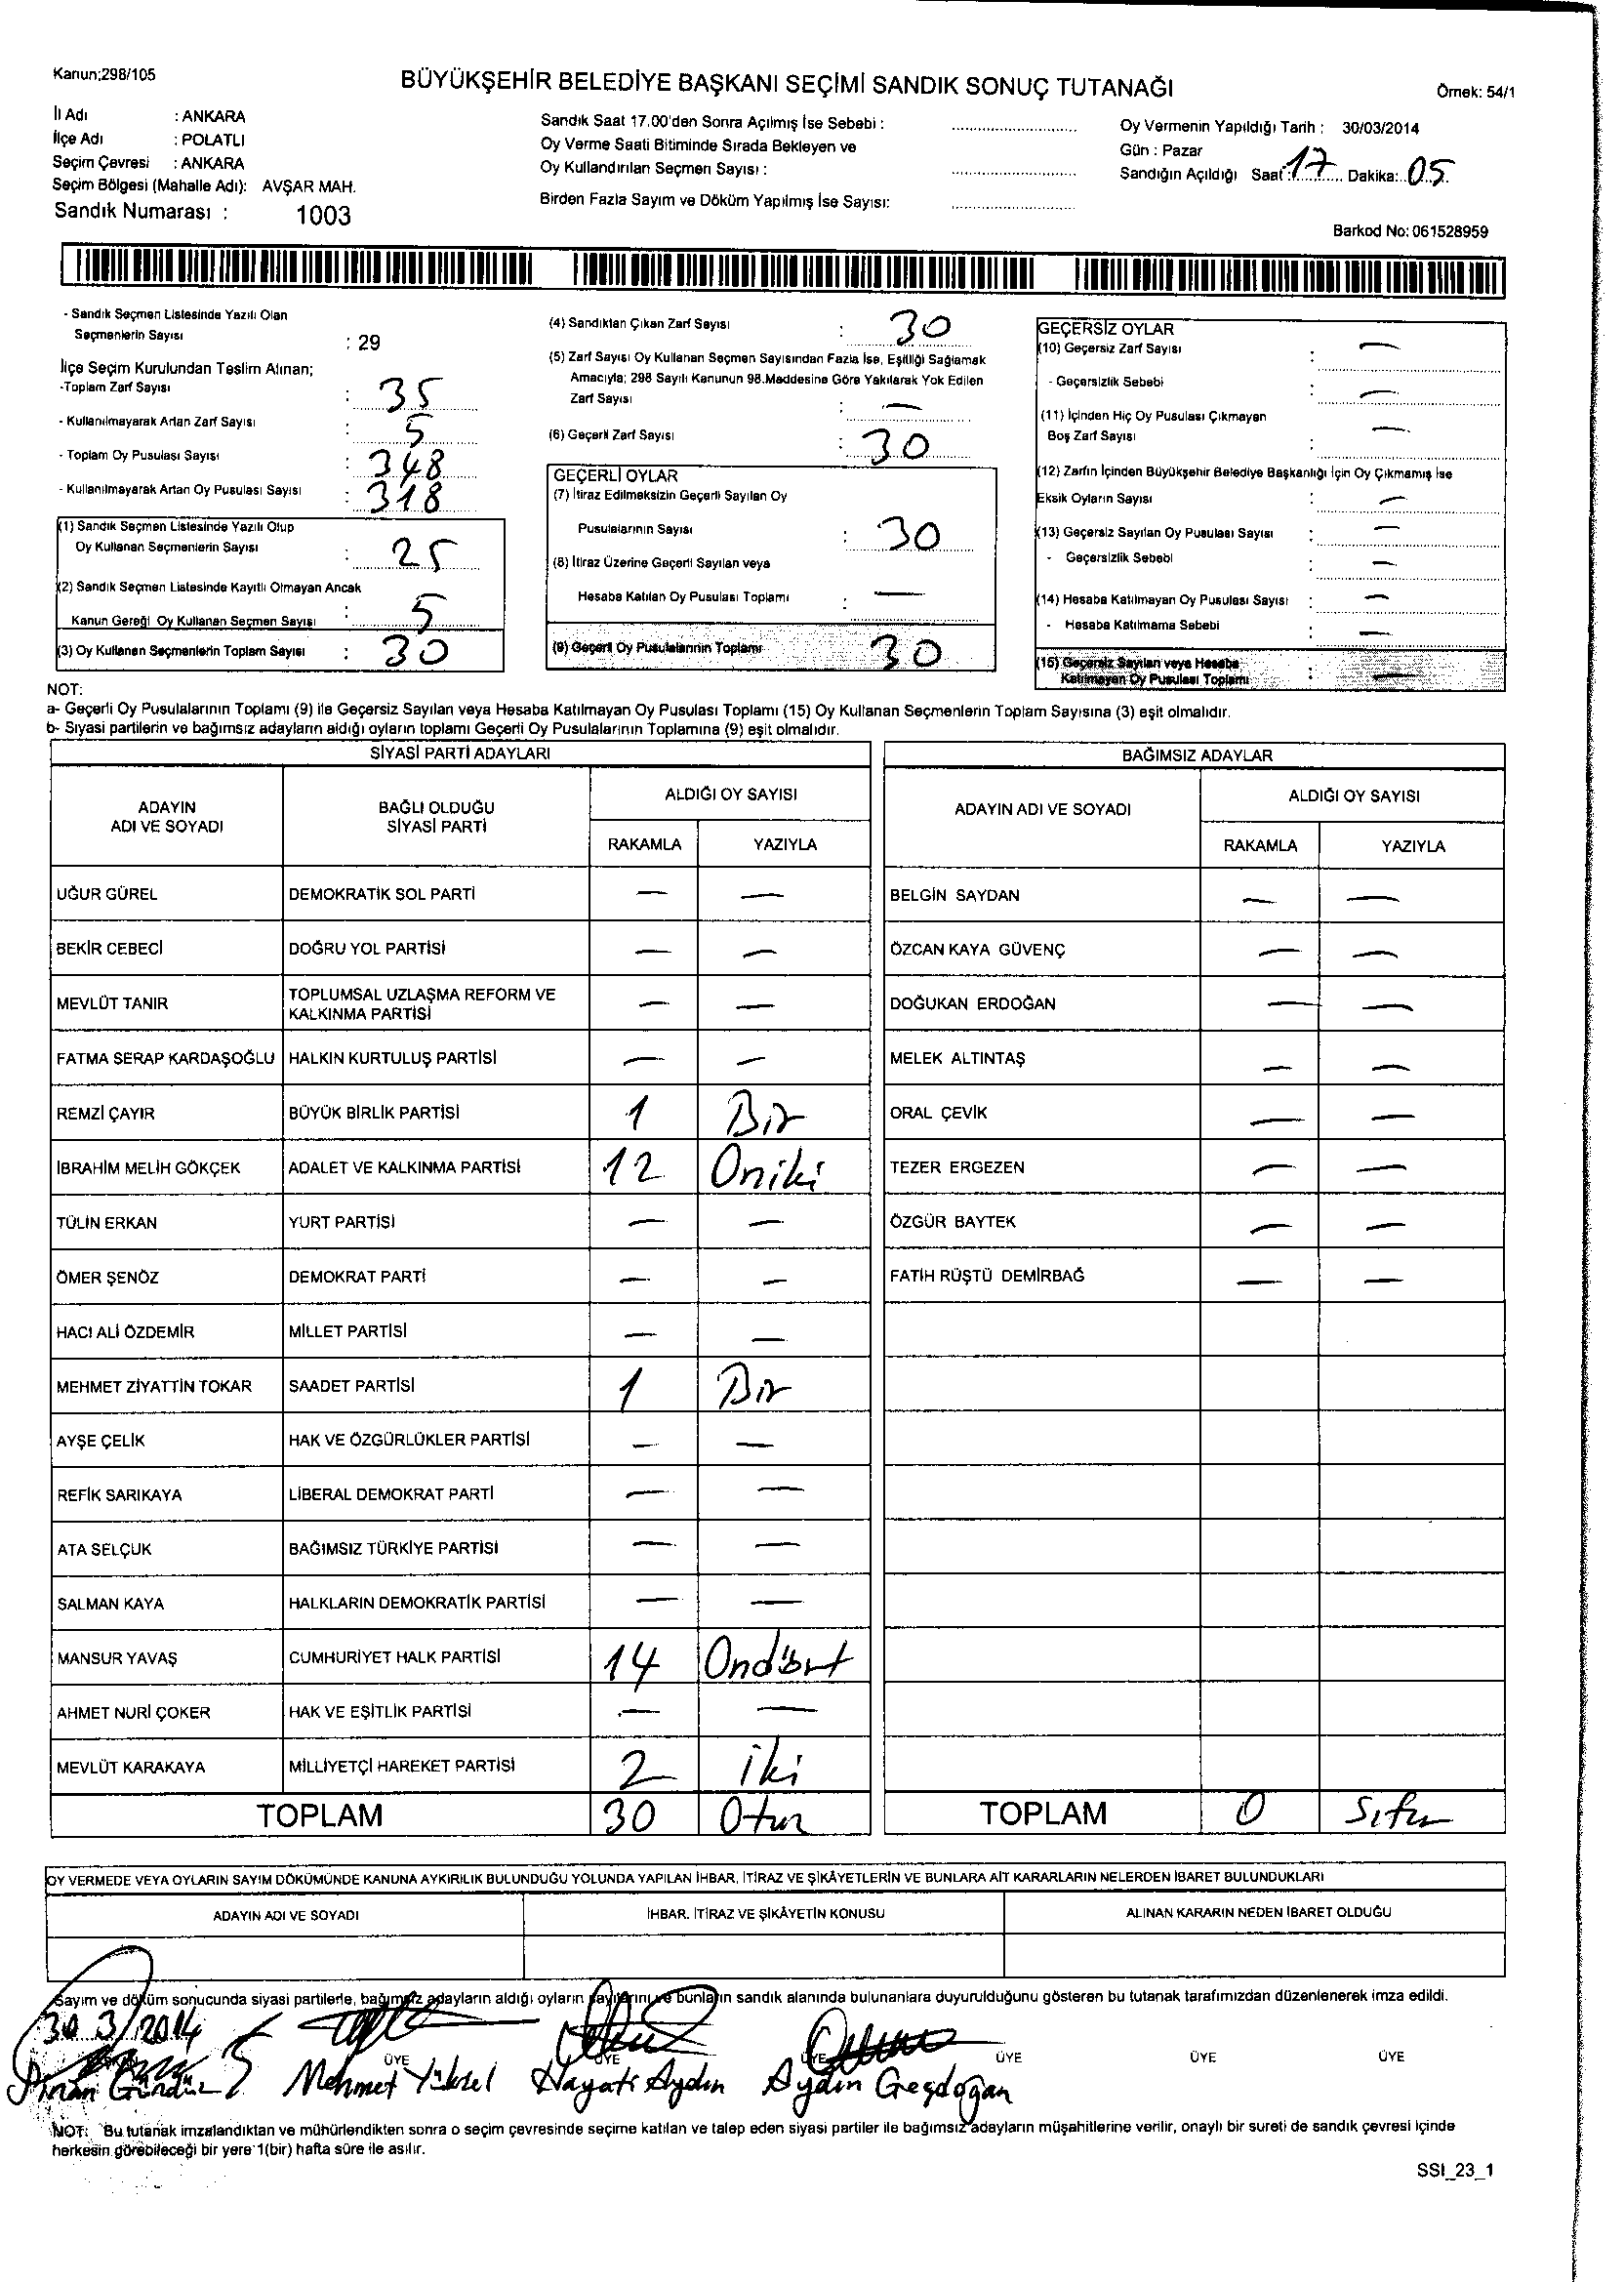 Kanun;298/105
BÜYÜKŞEHİR BELEDİYE BAŞKANI SEÇİMİ SANDIK SONUÇ TUTANAĞI
Örnek: 54/1
İl Adı : ANKARA
İlçe Adı : POLATLI
Seçim Çevresi : ANKARA
Seçim Bölgesi (Mahalle Adı): AVŞAR MAH.
Sandık Numarası : 1003
Sandık Saat 17.00'den Sonra Açılmış İse Sebebi :
Oy Verme Saati Bitiminde Sırada Bekleyen ve
Oy Kullandırılan Seçmen Sayısı :
Birden Fazla Sayım ve Döküm Yapılmış İse Sayısı:
Oy Vermenin Yapıldığı Tarih : 30/03/2014
Gün : Pazar
Sandığın Açıldığı Saat : 17 Dakika: 05
Barkod No: 061528959
- Sandık Seçmen Listesinde Yazılı Olan
Seçmenlerin Sayısı : 29
İlçe Seçim Kurulundan Teslim Alınan;
-Toplam Zarf Sayısı : 35
- Kullanılmayarak Artan Zarf Sayısı : 5
- Toplam Oy Pusulası Sayısı : 348
- Kullanılmayarak Artan Oy Pusulası Sayısı : 318
(1) Sandık Seçmen Listesinde Yazılı Olup
Oy Kullanan Seçmenlerin Sayısı : 25
(2) Sandık Seçmen Listesinde Kayıtlı Olmayan Ancak
Kanun Gereği Oy Kullanan Seçmen Sayısı : 5
(3) Oy Kullanan Seçmenlerin Toplam Sayısı : 30
(4) Sandıktan Çıkan Zarf Sayısı : 30
(5) Zarf Sayısı Oy Kullanan Seçmen Sayısından Fazla İse, Eşitliği Sağlamak
Amacıyla; 298 Sayılı Kanunun 98.Maddesine Göre Yakılarak Yok Edilen
Zarf Sayısı : —
(6) Geçerli Zarf Sayısı : 30
GEÇERLİ OYLAR
(7) İtiraz Edilmeksizin Geçerli Sayılan Oy
Pusulalarının Sayısı : 30
(8) İtiraz Üzerine Geçerli Sayılan veya
Hesaba Katılan Oy Pusulası Toplamı : —
(9) Geçerli Oy Pusulalarının Toplamı 30
GEÇERSİZ OYLAR
(10) Geçersiz Zarf Sayısı : —
- Geçersizlik Sebebi : —
(11) İçinden Hiç Oy Pusulası Çıkmayan
Boş Zarf Sayısı : —
(12) Zarfın İçinden Büyükşehir Belediye Başkanlığı İçin Oy Çıkmamış İse
Eksik Oyların Sayısı —
(13) Geçersiz Sayılan Oy Pusulası Sayısı : —
- Geçersizlik Sebebi —
(14) Hesaba Katılmayan Oy Pusulası Sayısı : —
- Hesaba Katılmama Sebebi : —
(15) Geçersiz Sayılan veya Hesaba
Katılmayan Oy Pusulası Toplamı : —
NOT:
a- Geçerli Oy Pusulalarının Toplamı (9) ile Geçersiz Sayılan veya Hesaba Katılmayan Oy Pusulası Toplamı (15) Oy Kullanan Seçmenlerin Toplam Sayısına (3) eşit olmalıdır.
b- Siyasi partilerin ve bağımsız adayların aldığı oyların toplamı Geçerli Oy Pusulalarının Toplamına (9) eşit olmalıdır.
SİYASİ PARTİ ADAYLARI
ADAYIN ADI VE SOYADI BAĞLI OLDUĞU SİYASİ PARTİ ALDIĞI OY SAYISI
RAKAMLA YAZIYLA
UĞUR GÜREL DEMOKRATİK SOL PARTİ — —
BEKİR CEBECİ DOĞRU YOL PARTİSİ — —
MEVLÜT TANIR TOPLUMSAL UZLAŞMA REFORM VE KALKINMA PARTİSİ — —
FATMA SERAP KARDAŞOĞLU HALKIN KURTULUŞ PARTİSİ — —
REMZİ ÇAYIR BÜYÜK BİRLİK PARTİSİ 1 Bir
İBRAHİM MELİH GÖKÇEK ADALET VE KALKINMA PARTİSİ 12 Oniki
TÜLİN ERKAN YURT PARTİSİ — —
ÖMER ŞENÖZ DEMOKRAT PARTİ — —
HACI ALİ ÖZDEMİR MİLLET PARTİSİ — —
MEHMET ZİYATTİN TOKAR SAADET PARTİSİ 1 Bir
AYŞE ÇELİK HAK VE ÖZGÜRLÜKLER PARTİSİ — —
REFİK SARIKAYA LİBERAL DEMOKRAT PARTİ — —
ATA SELÇUK BAĞIMSIZ TÜRKİYE PARTİSİ — —
SALMAN KAYA HALKLARIN DEMOKRATİK PARTİSİ — —
MANSUR YAVAŞ CUMHURİYET HALK PARTİSİ 14 Ondört
AHMET NURİ ÇOKER HAK VE EŞİTLİK PARTİSİ — —
MEVLÜT KARAKAYA MİLLİYETÇİ HAREKET PARTİSİ 2 iki
TOPLAM 30 Otuz
BAĞIMSIZ ADAYLAR
ADAYIN ADI VE SOYADI ALDIĞI OY SAYISI
RAKAMLA YAZIYLA
BELGİN SAYDAN — —
ÖZCAN KAYA GÜVENÇ — —
DOĞUKAN ERDOĞAN — —
MELEK ALTINTAŞ — —
ORAL ÇEVİK — —
TEZER ERGEZEN — —
ÖZGÜR BAYTEK — —
FATİH RÜŞTÜ DEMİRBAĞ — —
TOPLAM 0 Sıfır
OY VERMEDE VEYA OYLARIN SAYIM DÖKÜMÜNDE KANUNA AYKIRILIK BULUNDUĞU YOLUNDA YAPILAN İHBAR, İTİRAZ VE ŞİKÂYETLERİN VE BUNLARA AİT KARARLARIN NELERDEN İBARET BULUNDUKLARI
ADAYIN ADI VE SOYADI İHBAR, İTİRAZ VE ŞİKÂYETİN KONUSU ALINAN KARARIN NEDEN İBARET OLDUĞU
Sayım ve döküm sonucunda siyasi partilerle, bağımsız adayların aldığı oyların sayılarını ve bunların sandık alanında bulunanlara duyurulduğunu gösteren bu tutanak tarafımızdan düzenlenerek imza edildi.
30 3/2014
ÜYE ÜYE ÜYE ÜYE ÜYE ÜYE
Gündüz Mehmet Yüksel Hayati Aydın Aydın Geçdoğan
NOT: Bu tutanak imzalandıktan ve mühürlendikten sonra o seçim çevresinde seçime katılan ve talep eden siyasi partiler ile bağımsız adayların müşahitlerine verilir, onaylı bir sureti de sandık çevresi içinde
herkesin görebileceği bir yere 1(bir) hafta süre ile asılır.
SSI_23_1